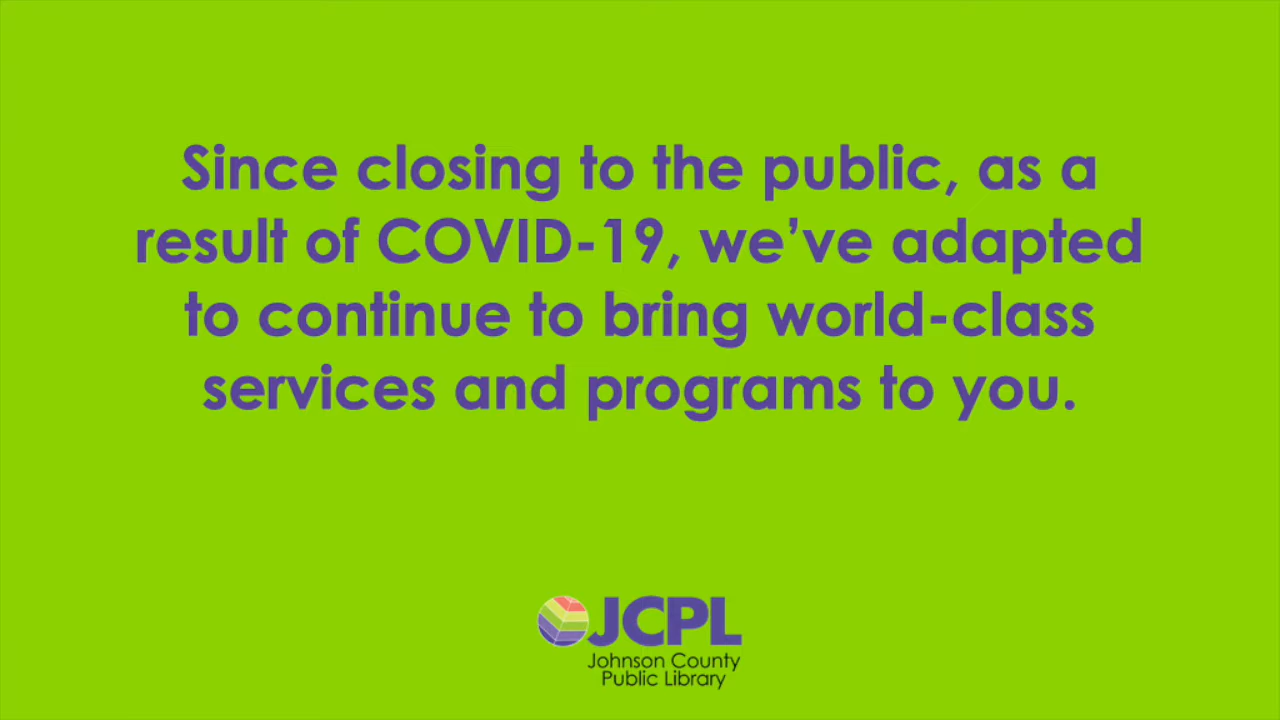 Since closing to the public, as a
result of COVID-19, we’ve adapted
to continue to bring world-class
services and programs to you.
JCPL
Johnson County
Public Library